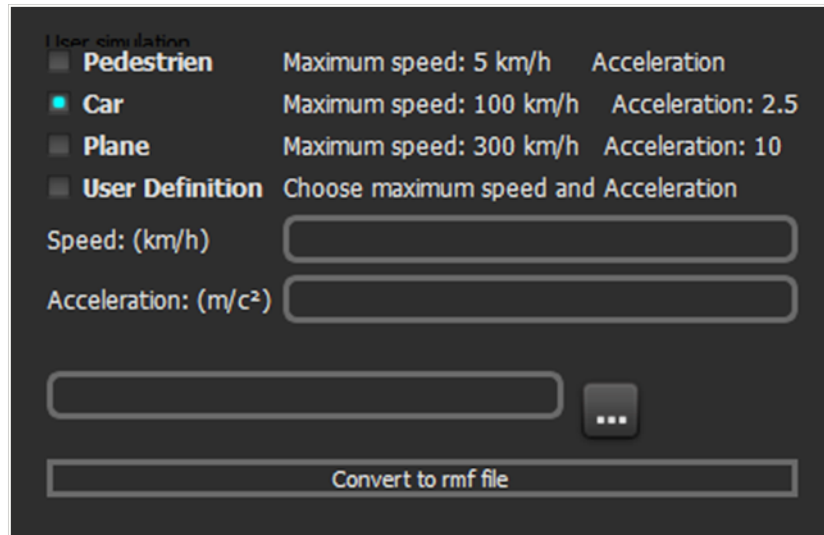 User simulation
Pedestrien Maximum speed: 5 km/h Acceleration
Car Maximum speed: 100 km/h Acceleration: 2.5
Plane Maximum speed: 300 km/h Acceleration: 10
User Definition Choose maximum speed and Acceleration
Speed: (km/h)
Acceleration: (m/c²)
...
Convert to rmf file